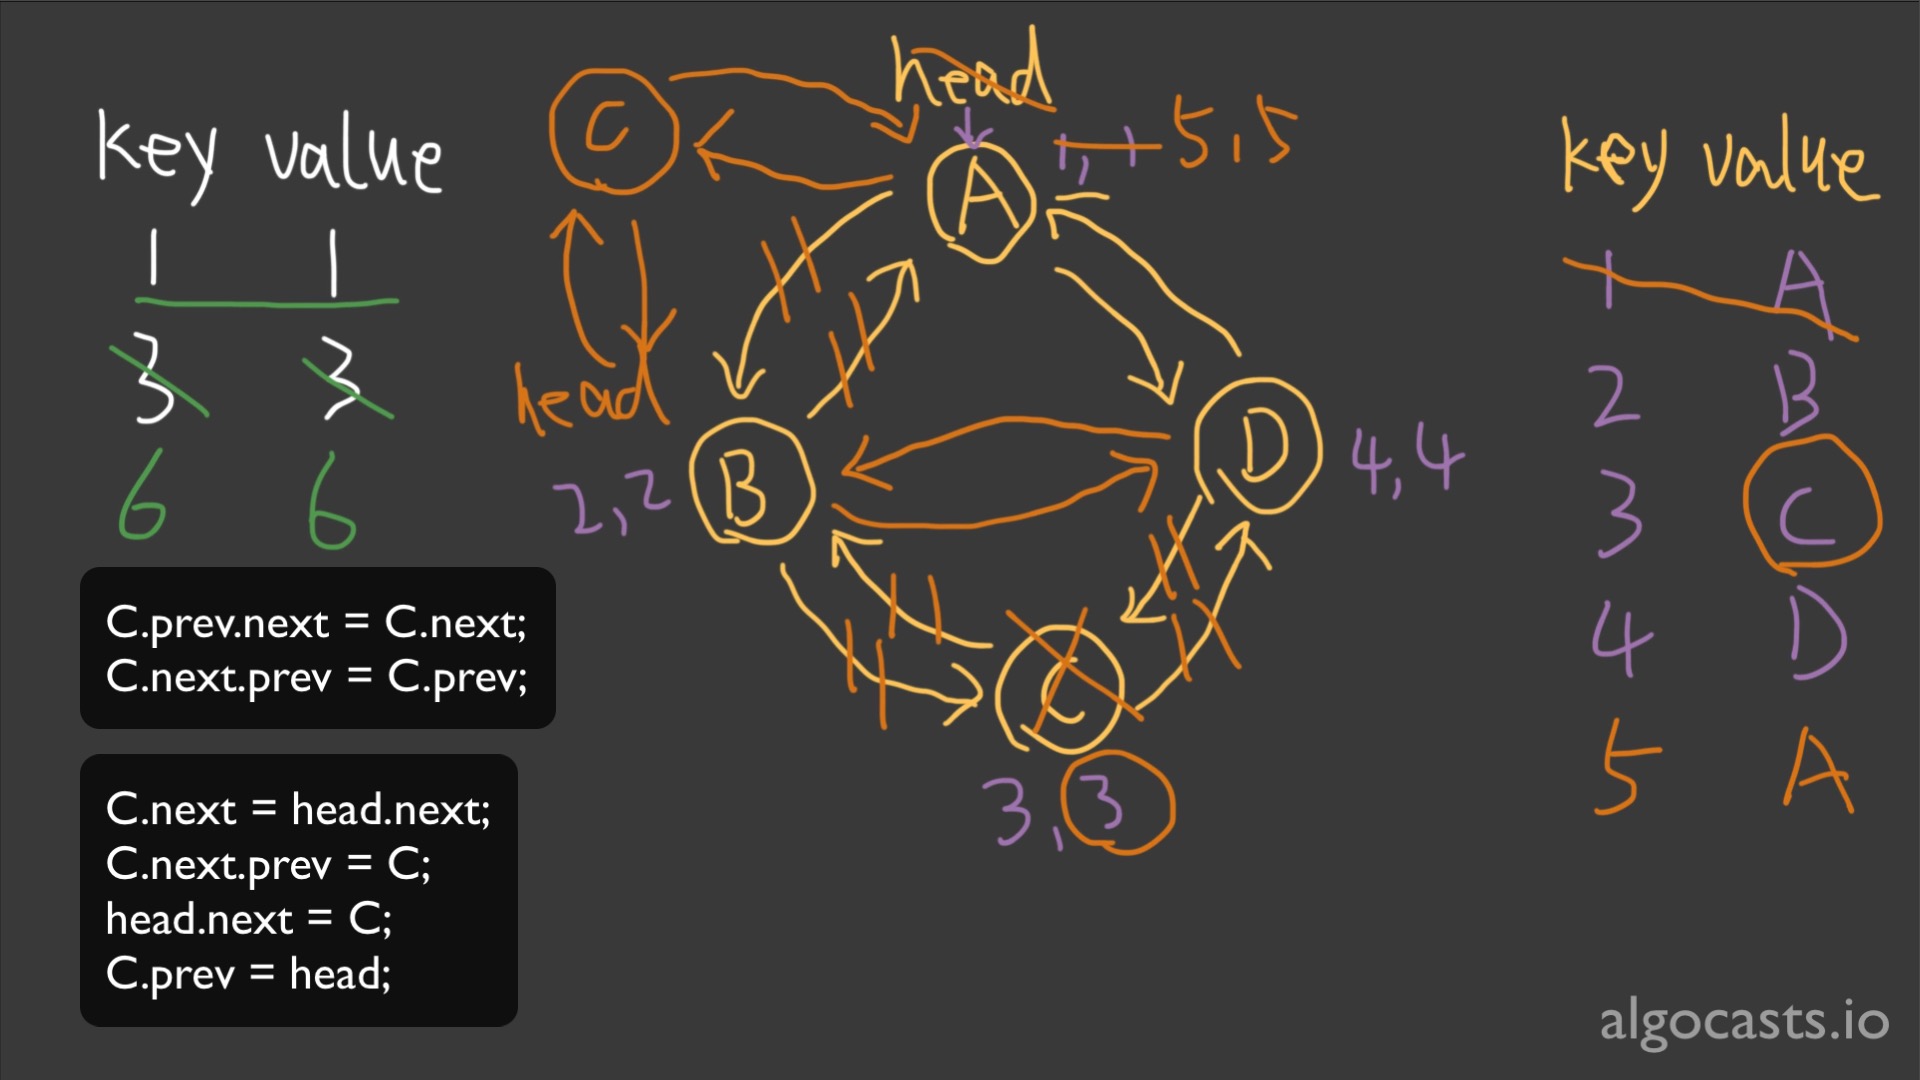 key value
1 1
3 3
6 6
C.prev.next = C.next;
C.next.prev = C.prev;
C.next = head.next;
C.next.prev = C;
head.next = C;
C.prev = head;
head
C
A
1, 1 5,5
head
B
2,2
D
4,4
C
3,3
key value
1 A
2 B
3 C
4 D
5 A
algocasts.io